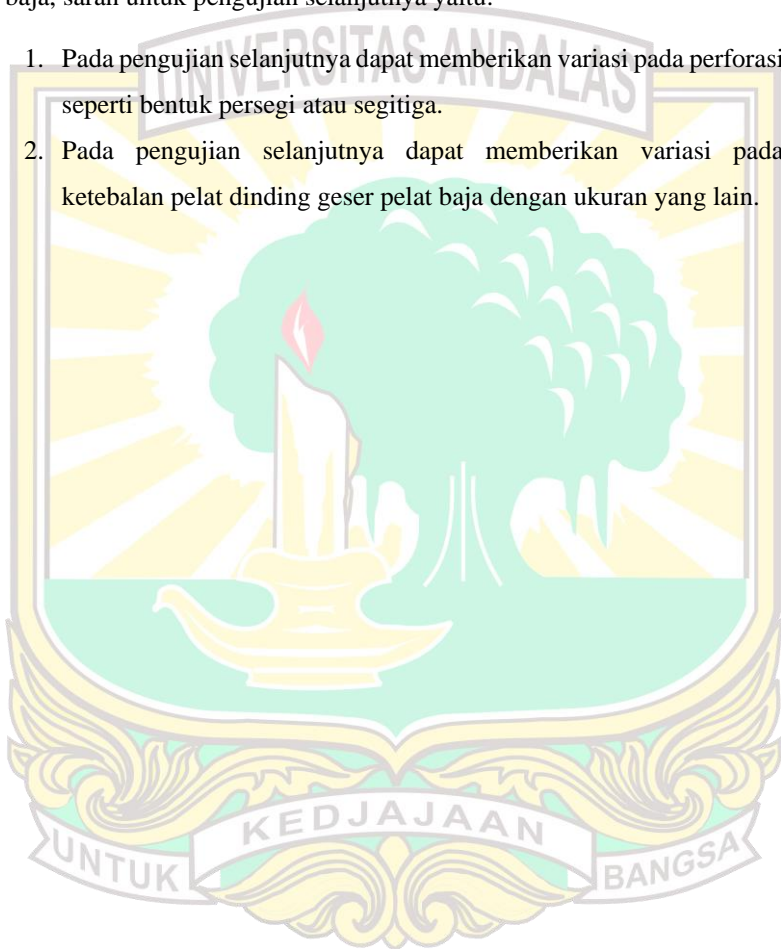 baja, saran untuk pengujian selanjutnya yaitu:
1. Pada pengujian selanjutnya dapat memberikan variasi pada perforasi
seperti bentuk persegi atau segitiga.
2. Pada pengujian selanjutnya dapat memberikan variasi pada
ketebalan pelat dinding geser pelat baja dengan ukuran yang lain.
UNIVERSITAS ANDALAS
KEDJAJAAN
UNTUK
BANGSA